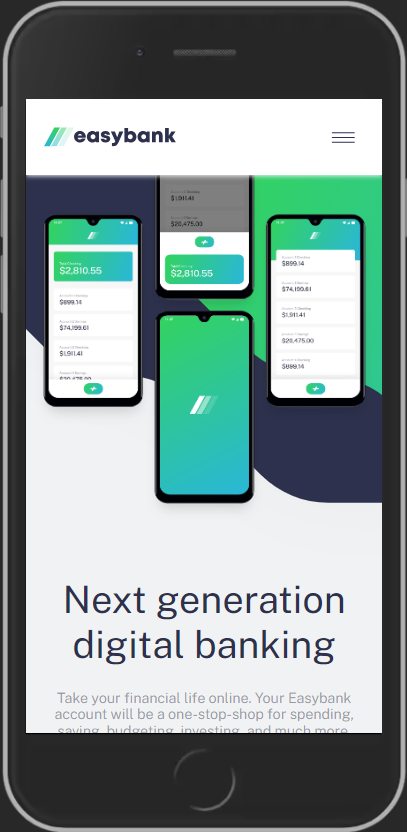 easybank
$1,911.41
$20,475.00
Total Savings
$2,810.55
$899.14
$74,199.61
$1,911.41
$2,810.55
$899.14
$74,199.61
$1,911.41
$20,475.00
$899.14
Next generation
digital banking
Take your financial life online. Your Easybank
account will be a one-stop-shop for spending,
saving, budgeting, investing, and much more.